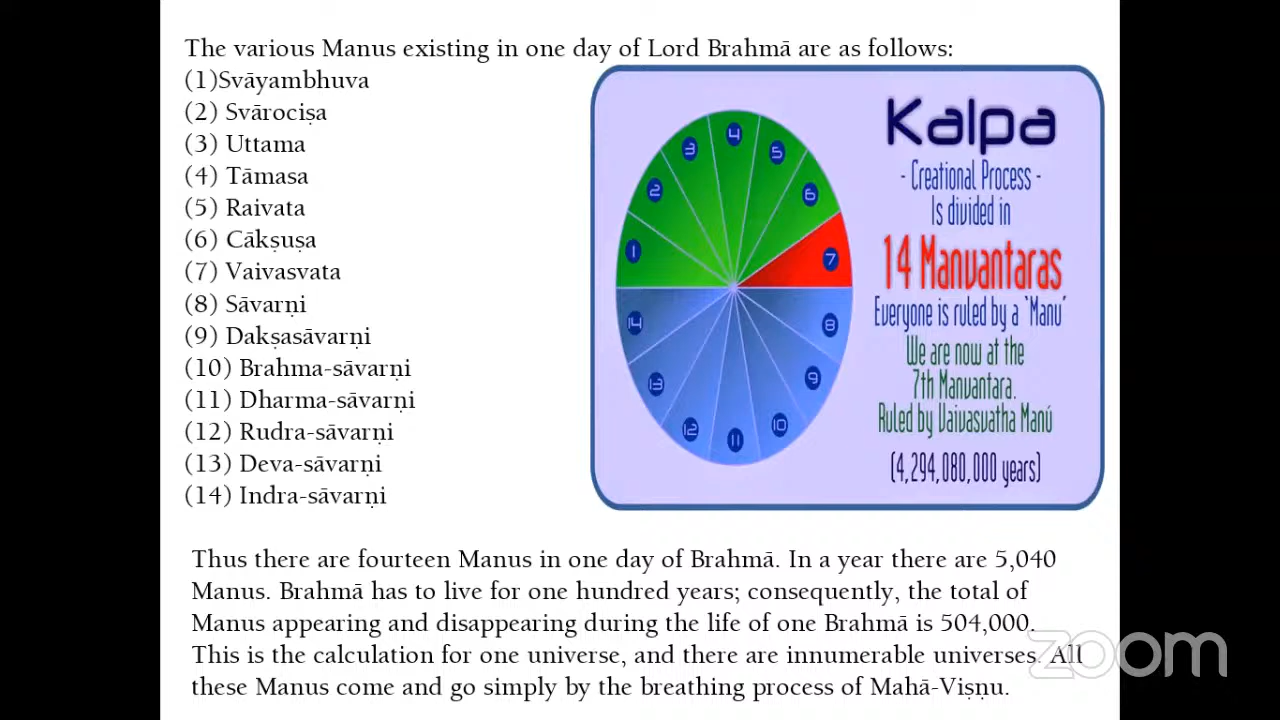 The various Manus existing in one day of Lord Brahmā are as follows:
(1)Svāyambhuva
(2) Svārociṣa
(3) Uttama
(4) Tāmasa
(5) Raivata
(6) Cākṣuṣa
(7) Vaivasvata
(8) Sāvarṇi
(9) Dakṣasāvarṇi
(10) Brahma-sāvarṇi
(11) Dharma-sāvarṇi
(12) Rudra-sāvarṇi
(13) Deva-sāvarṇi
(14) Indra-sāvarṇi
1
2
3
4
5
6
7
8
9
10
11
12
13
14
Kalpa
- Creational Process -
Is divided in
14 Manvantaras
Everyone is ruled by a ‘Manu’
We are now at the
7th Manvantara.
Ruled by Vaivasvatha Manú
(4,294,080,000 years)
Thus there are fourteen Manus in one day of Brahmā. In a year there are 5,040
Manus. Brahmā has to live for one hundred years; consequently, the total of
Manus appearing and disappearing during the life of one Brahmā is 504,000.
This is the calculation for one universe, and there are innumerable universes. All
these Manus come and go simply by the breathing process of Mahā-Viṣṇu.
zoom